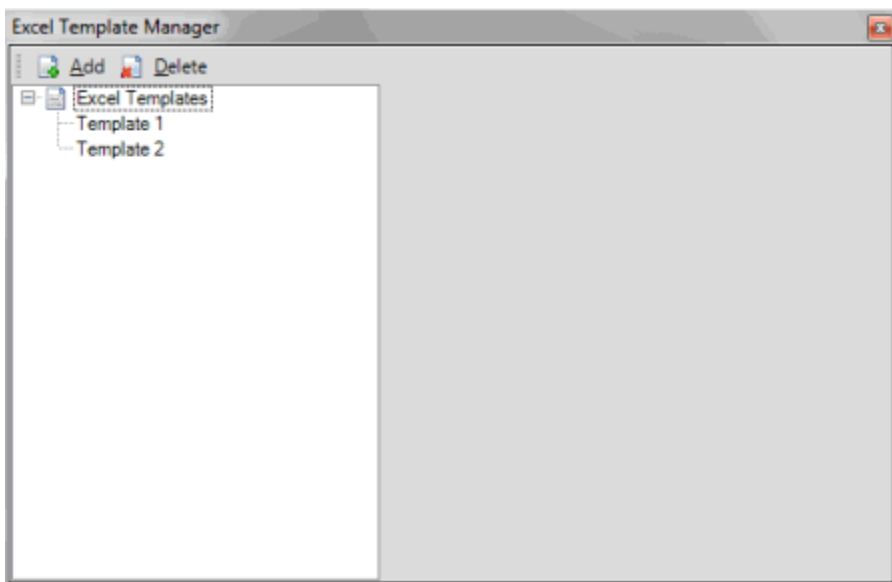 Excel Template Manager
Add Delete
Excel Templates
Template 1
Template 2